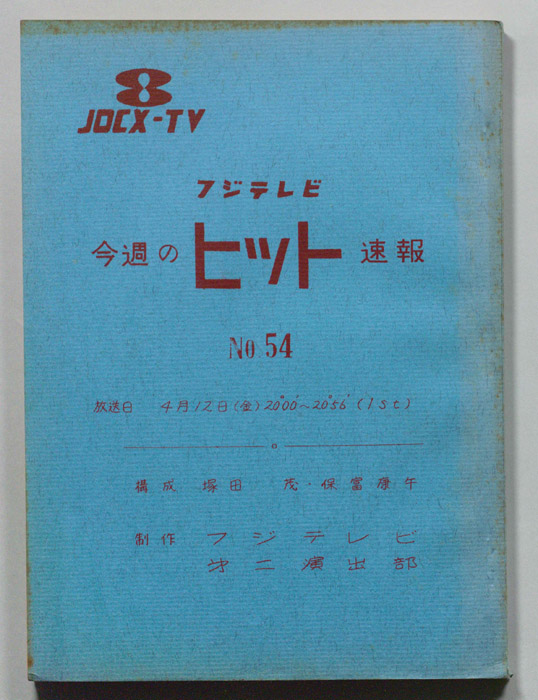 8
JOCX-TV
フジテレビ
今週の ヒット 速報
No 54
放送日 4月12日(金)20°00′~20°56′(1st)
構成 塚田 茂・保富康午
制作 フジテレビ
第二演出部